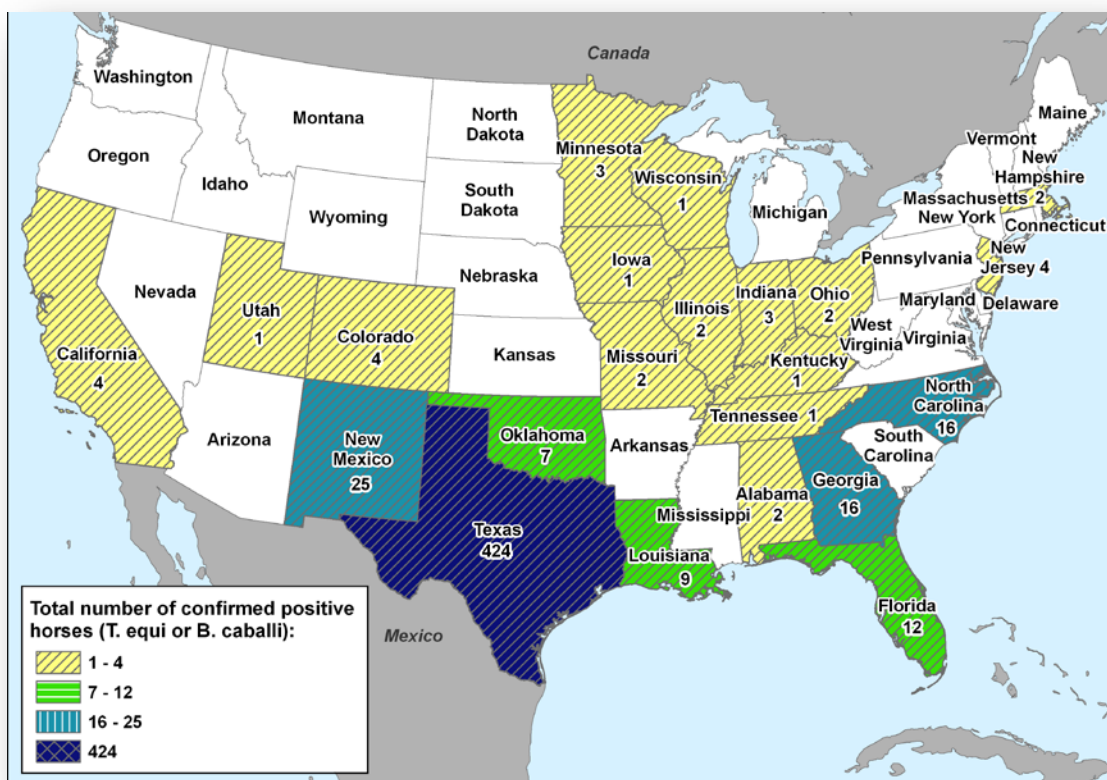 Canada
Washington
Montana
North
Dakota
Minnesota
3
Maine
Oregon
Idaho
Wisconsin
1
Vermont
New
Hampshire
South
Dakota
Wyoming
Michigan
Massachusetts 2
New York
Connecticut
Iowa
1
Nebraska
Pennsylvania
New
Jersey 4
Nevada
Utah
1
Illinois
2
Indiana
3
Ohio
2
Maryland
Delaware
California
4
Colorado
4
Kansas
Missouri
2
Kentucky
1
West
Virginia
Virginia
Tennessee 1
North
Carolina
16
Arizona
New
Mexico
25
Oklahoma
7
Arkansas
South
Carolina
Texas
424
Louisiana
9
Mississippi
Alabama
2
Georgia
16
Florida
12
Mexico
Total number of confirmed positive
horses (T. equi or B. caballi):
1 - 4
7 - 12
16 - 25
424